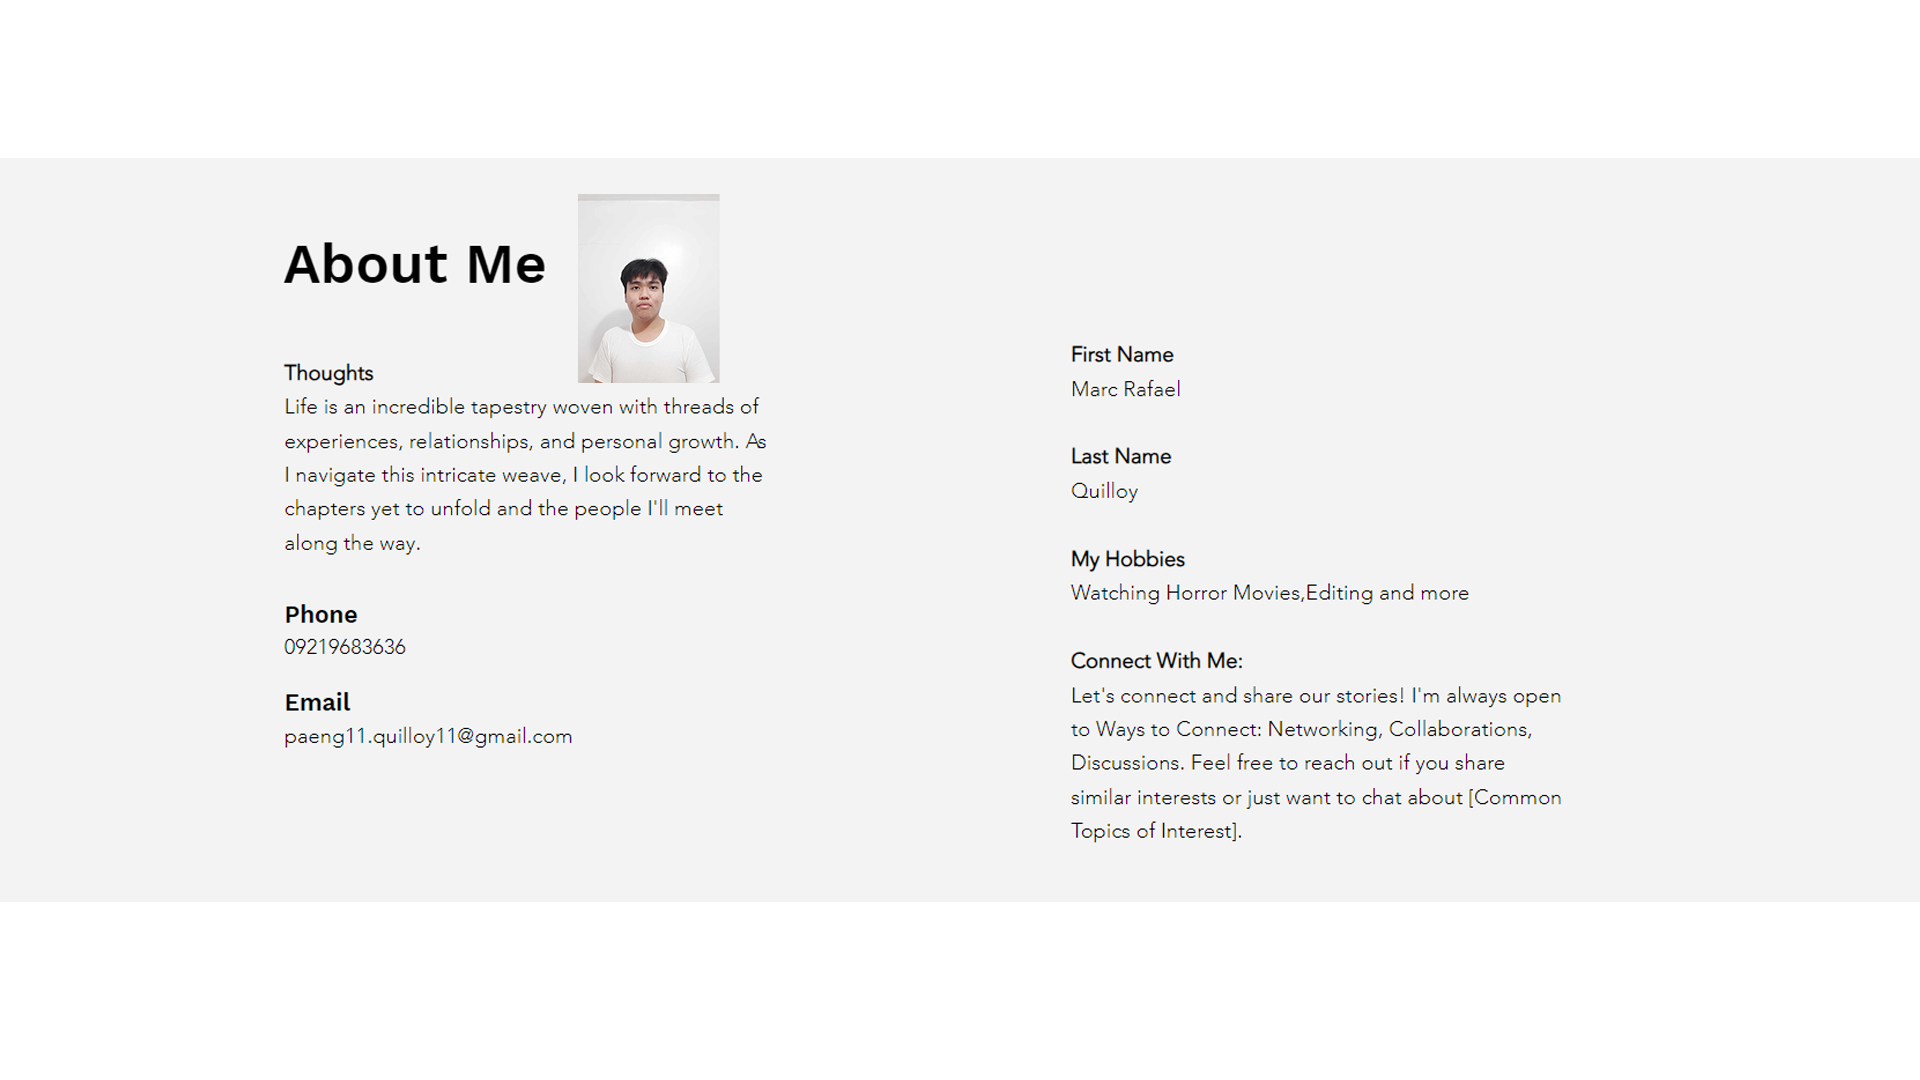 About Me
Thoughts
Life is an incredible tapestry woven with threads of
experiences, relationships, and personal growth. As
I navigate this intricate weave, I look forward to the
chapters yet to unfold and the people I'll meet
along the way.
Phone
09219683636
Email
paeng11.quilloy11@gmail.com
First Name
Marc Rafael
Last Name
Quilloy
My Hobbies
Watching Horror Movies,Editing and more
Connect With Me:
Let's connect and share our stories! I'm always open
to Ways to Connect: Networking, Collaborations,
Discussions. Feel free to reach out if you share
similar interests or just want to chat about [Common
Topics of Interest].